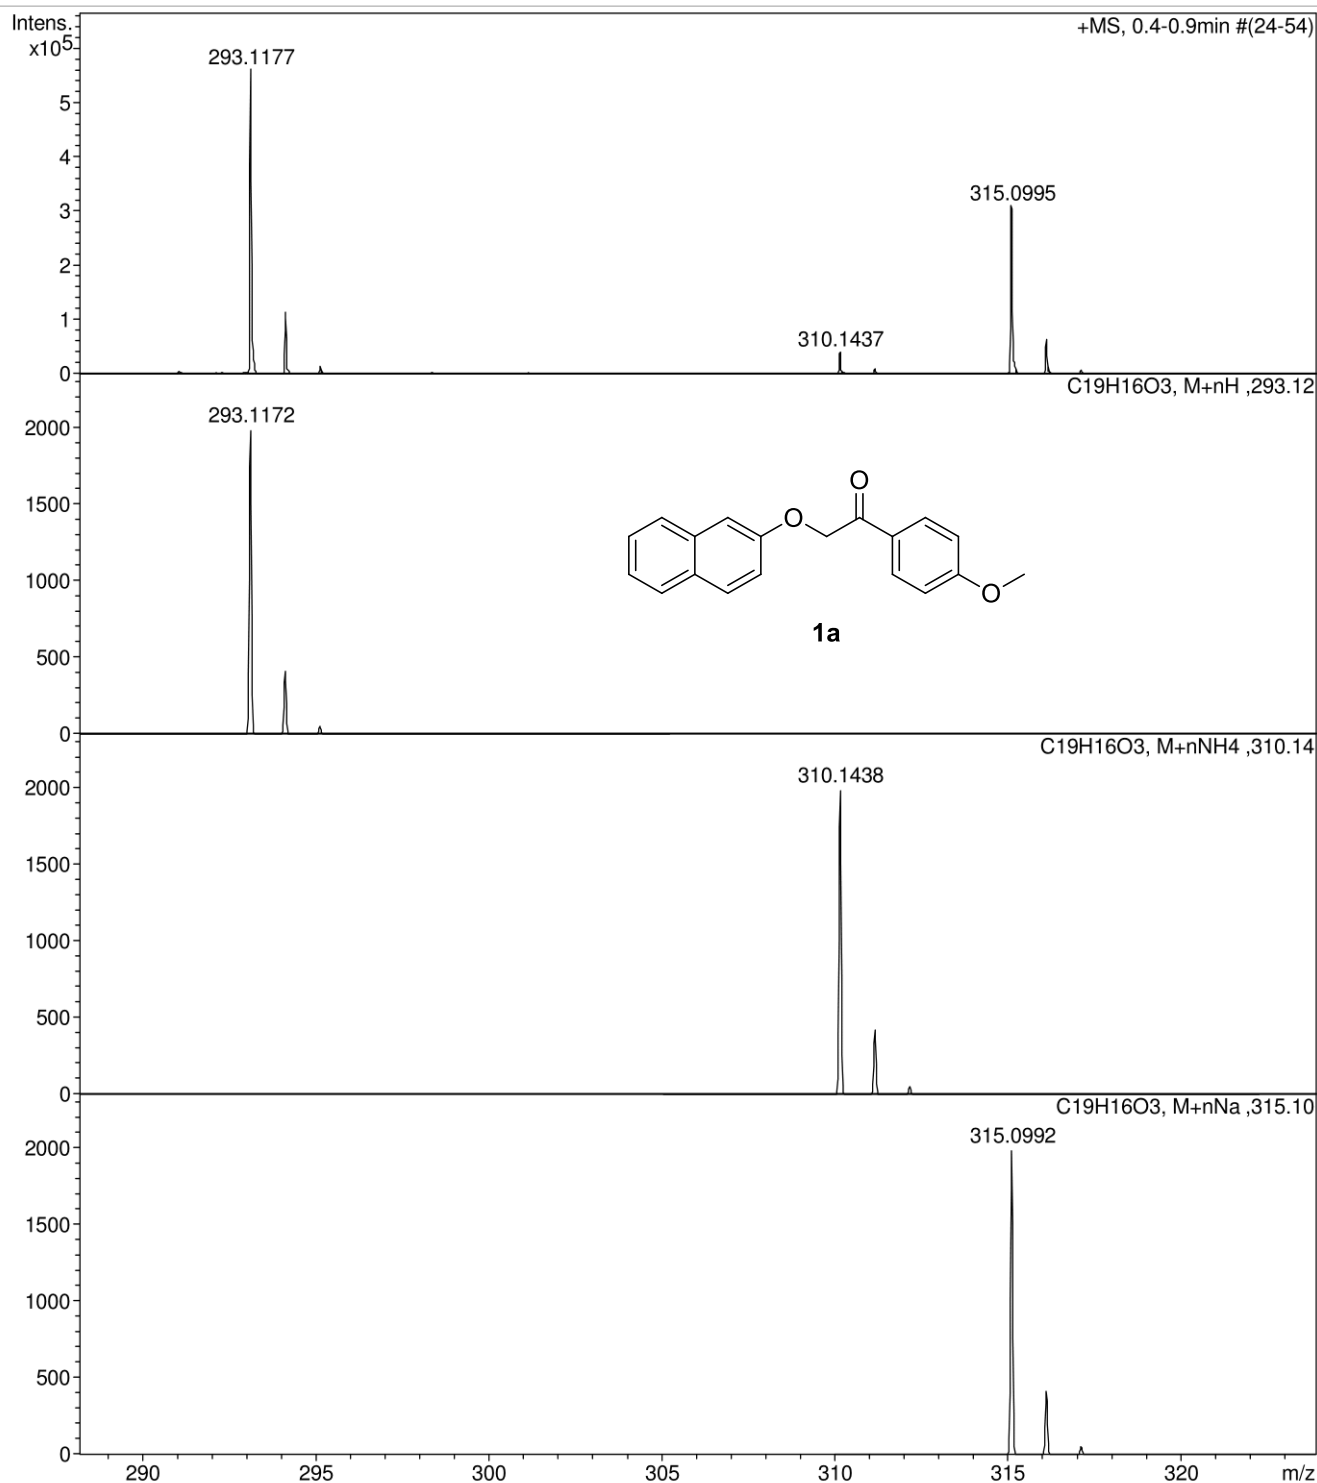 Intens.
x10^5
+MS, 0.4-0.9min #(24-54)
293.1177
5
4
3
315.0995
2
1
310.1437
0
C19H16O3, M+nH ,293.12
293.1172
2000
1500
1000
500
0
O
O
O
1a
C19H16O3, M+nNH4 ,310.14
310.1438
2000
1500
1000
500
0
C19H16O3, M+nNa ,315.10
315.0992
2000
1500
1000
500
0
290 295 300 305 310 315 320 m/z